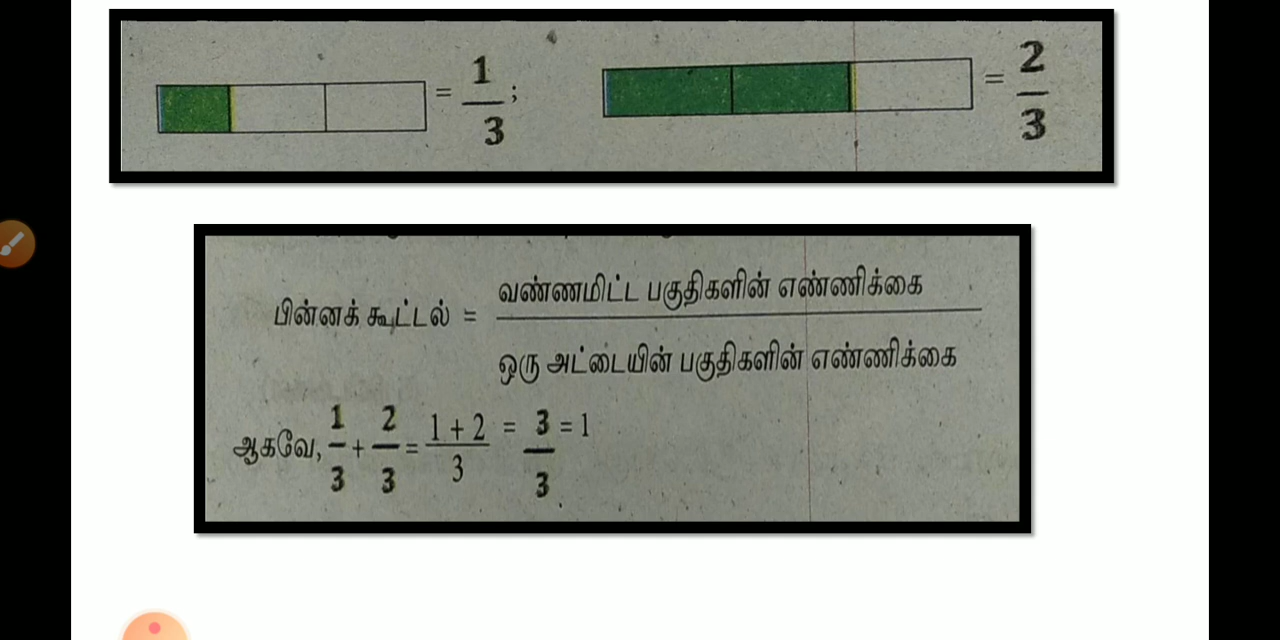 = 1/3 ; = 2/3
பின்னக் கூட்டல் = வண்ணமிட்ட பகுதிகளின் எண்ணிக்கை
ஒரு அட்டையின் பகுதிகளின் எண்ணிக்கை
ஆகவே, 1/3 + 2/3 = 1 + 2/3 = 3/3 = 1